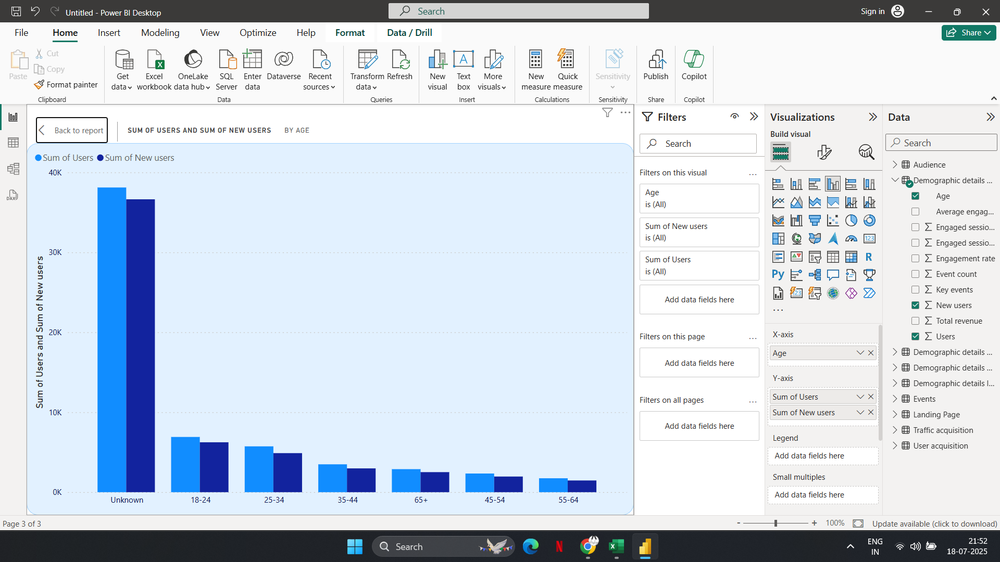 Untitled - Power BI Desktop
Search
Sign in
File Home Insert Modeling View Optimize Help Format Data / Drill
Share
Paste
Cut
Copy
Format painter
Clipboard
Get data
Excel workbook
OneLake data hub
SQL Server
Enter data
Dataverse
Recent sources
Data
Transform data
Refresh
Queries
New visual
Text box
More visuals
Insert
New measure
Quick measure
Calculations
Sensitivity
Sensitivity
Publish
Share
Copilot
Copilot
Back to report
SUM OF USERS AND SUM OF NEW USERS BY AGE
Sum of Users Sum of New users
Sum of Users and Sum of New users
40K
30K
20K
10K
0K
Unknown 18-24 25-34 35-44 65+ 45-54 55-64
Filters
Search
Filters on this visual ...
Age
is (All)
Sum of New users
is (All)
Sum of Users
is (All)
Add data fields here
Filters on this page ...
Add data fields here
Filters on all pages ...
Add data fields here
Visualizations
Build visual
123
R
Py
123
...
X-axis
Age
Y-axis
Sum of Users
Sum of New users
Legend
Add data fields here
Small multiples
Add data fields here
Data
Search
Audience
Demographic details ...
Age
Average engag...
Engaged sessio...
Engaged sessio...
Engagement rate
Event count
Key events
New users
Total revenue
Users
Demographic details ...
Demographic details ...
Demographic details l...
Events
Landing Page
Traffic acquisition
User acquisition
DAX
Page 3 of 3
- + 100%
Update available (click to download)
Search
N
ENG
IN
21:52
18-07-2025